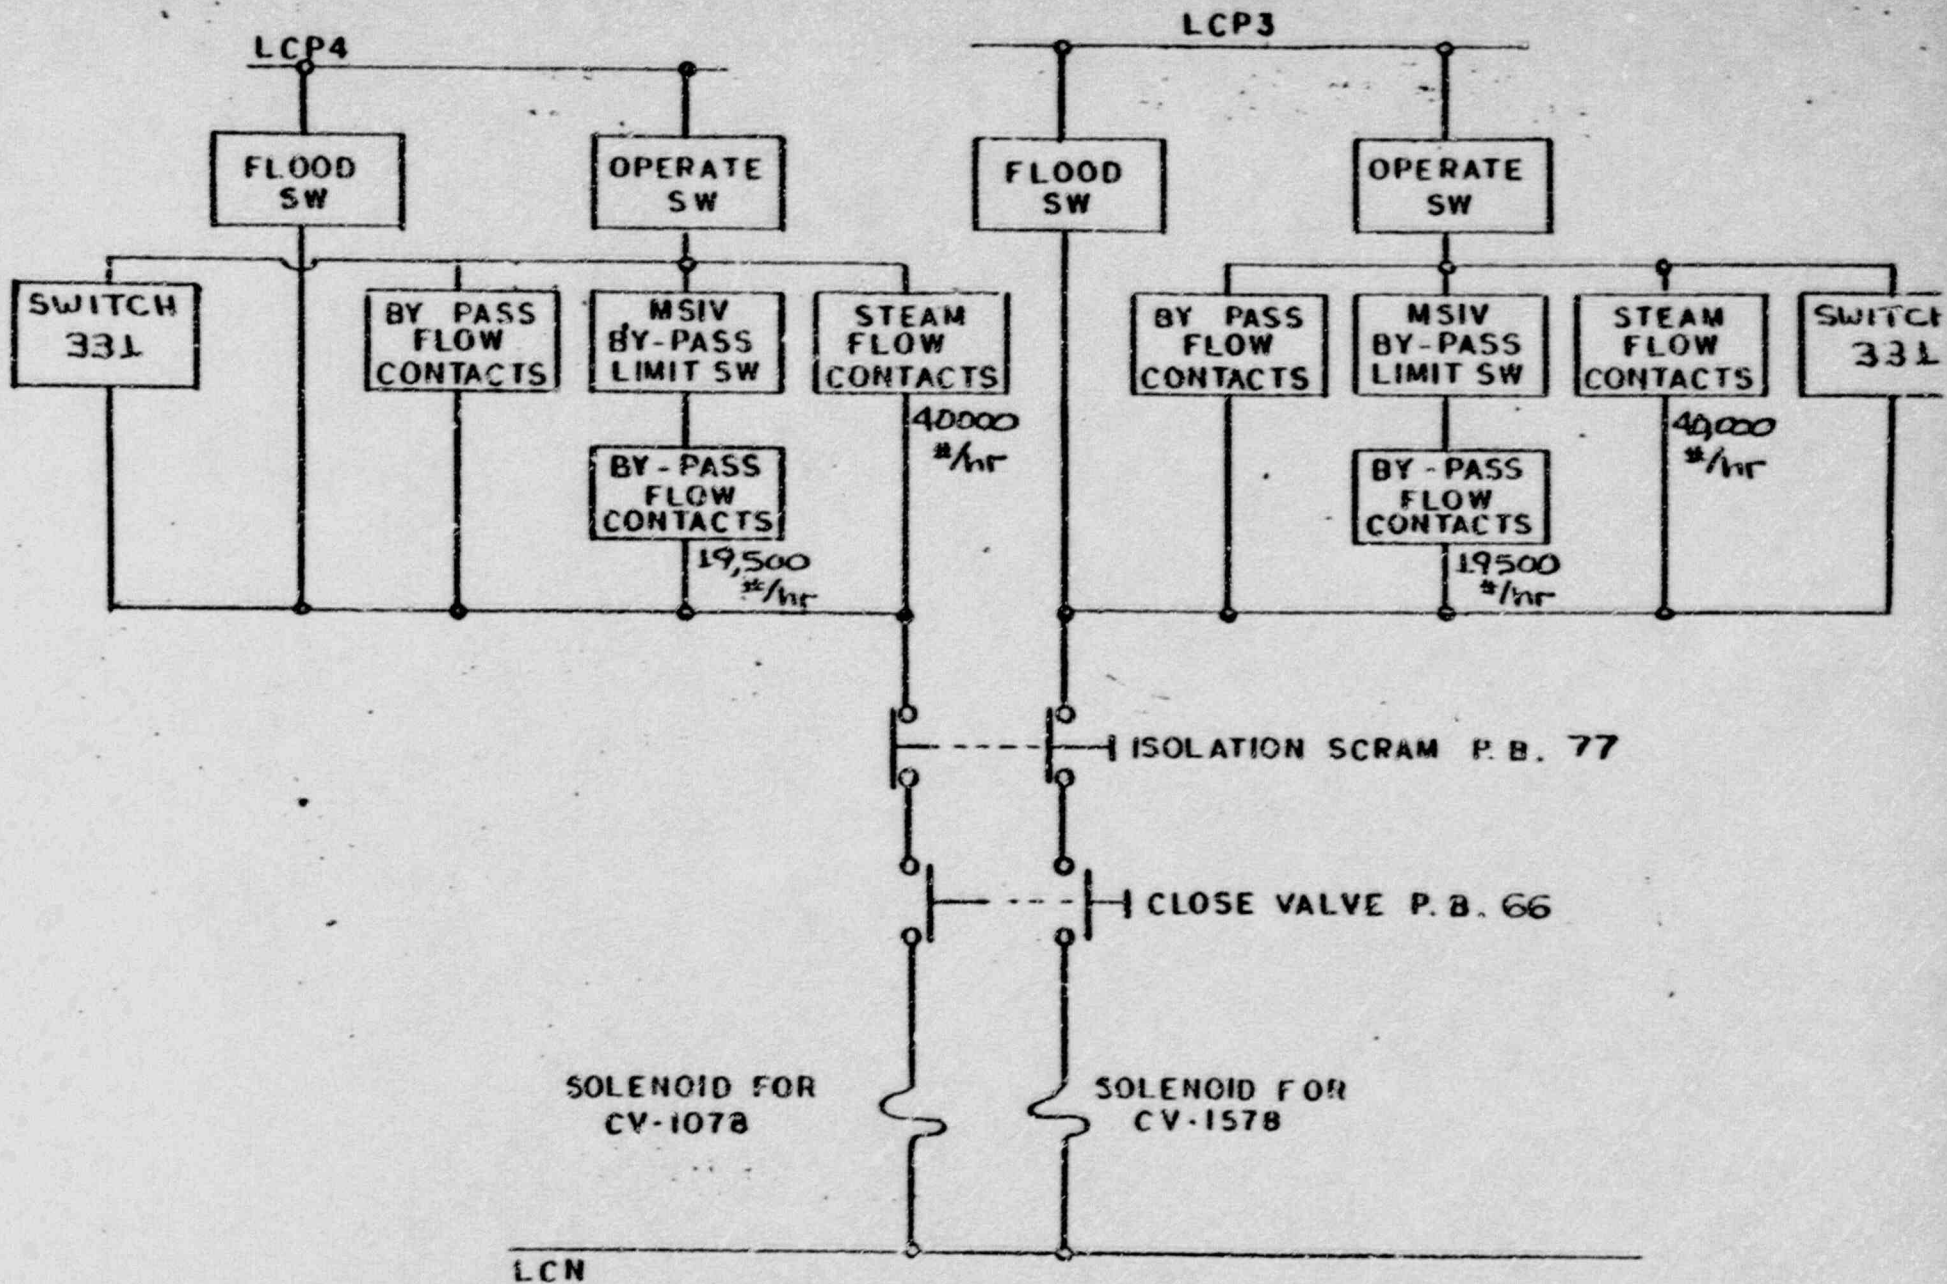 LCP4
LCP3
FLOOD
SW
OPERATE
SW
FLOOD
SW
OPERATE
SW
SWITCH
331
BY PASS
FLOW
CONTACTS
MSIV
BY-PASS
LIMIT SW
STEAM
FLOW
CONTACTS
40000
#/hr
BY-PASS
FLOW
CONTACTS
19,500
#/hr
BY PASS
FLOW
CONTACTS
MSIV
BY-PASS
LIMIT SW
STEAM
FLOW
CONTACTS
40,000
#/hr
SWITCH
331
BY-PASS
FLOW
CONTACTS
19500
#/hr
ISOLATION SCRAM P.B. 77
CLOSE VALVE P.B. 66
SOLENOID FOR
CV-1078
SOLENOID FOR
CV-1578
LCN